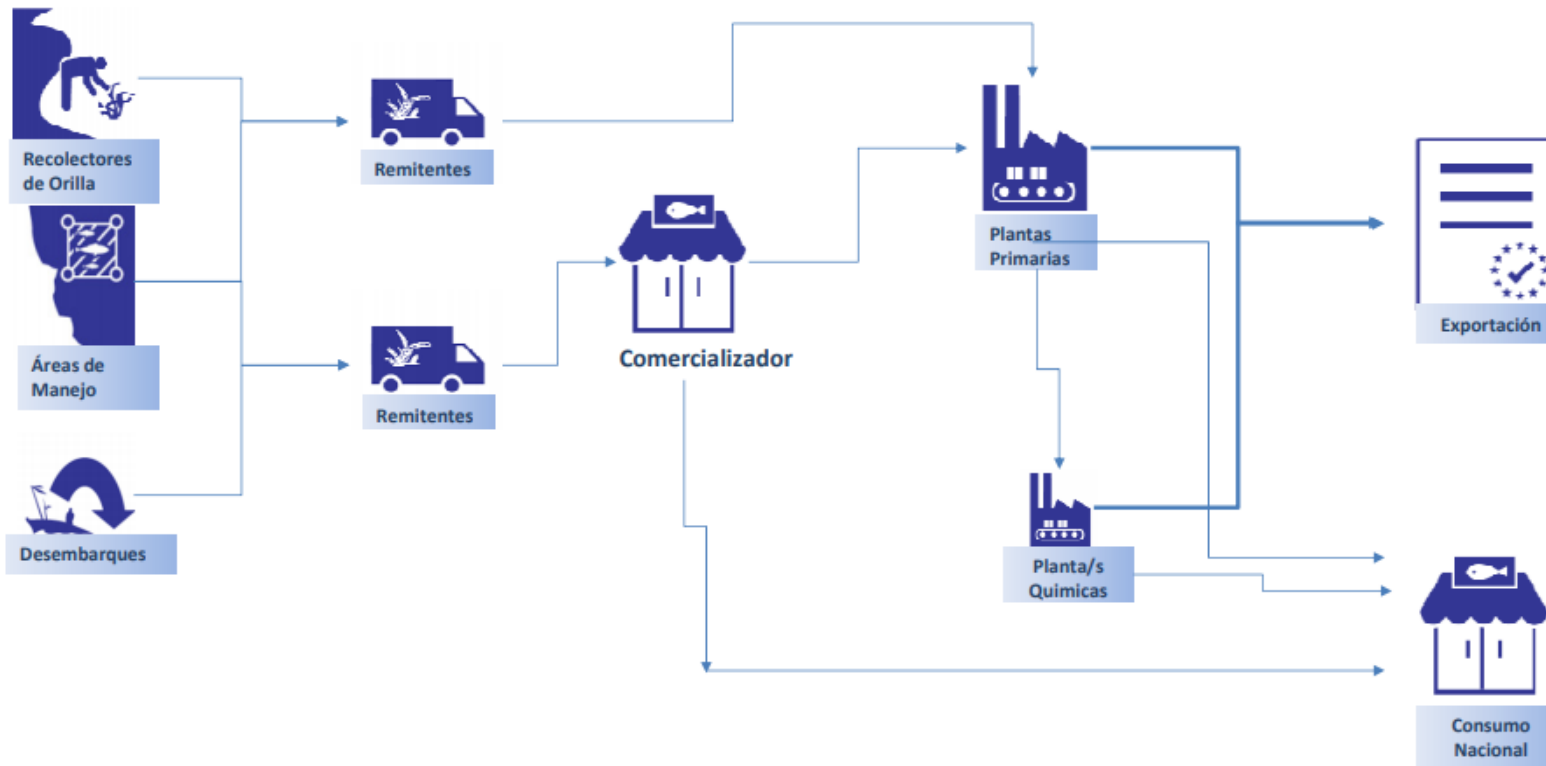 Recolectores
de Orilla
Remitentes
Áreas de
Manejo
Remitentes
Desembarques
Comercializador
Plantas
Primarias
Planta/s
Quimicas
Exportación
Consumo
Nacional